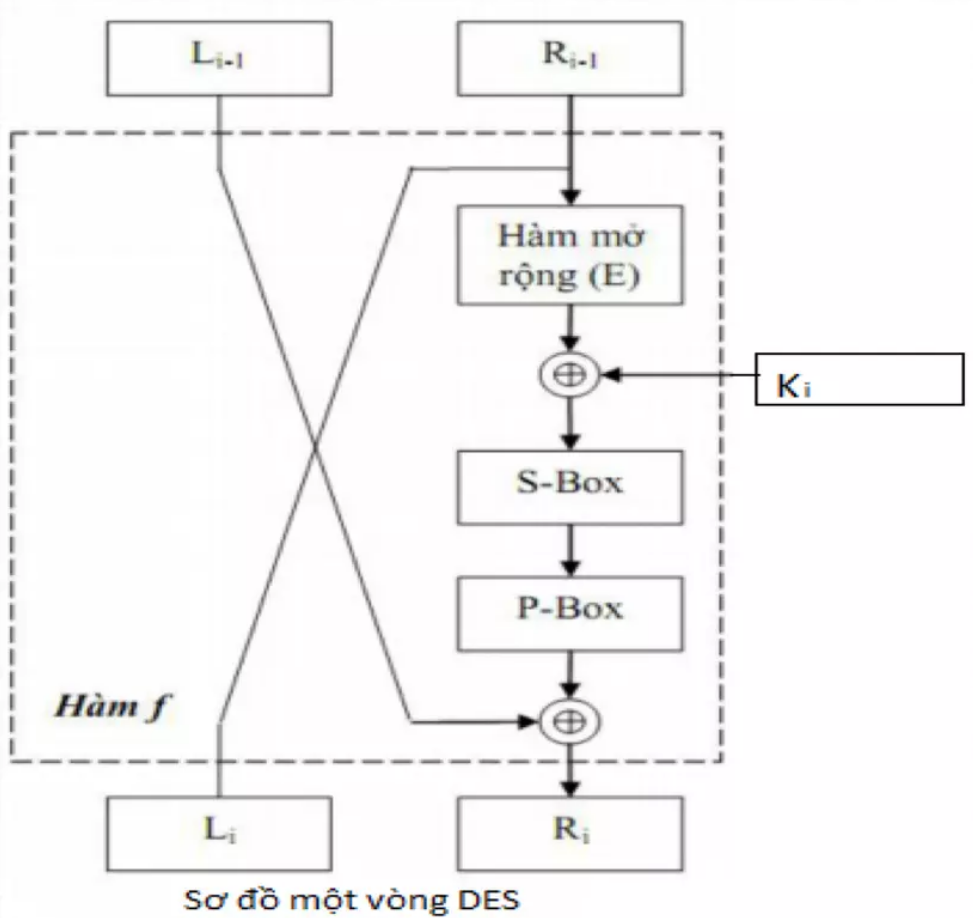 Lᵢ₋₁
Rᵢ₋₁
Hàm mở
rộng (E)
⊕
Kᵢ
S-Box
P-Box
⊕
Hàm f
Lᵢ
Rᵢ
Sơ đồ một vòng DES